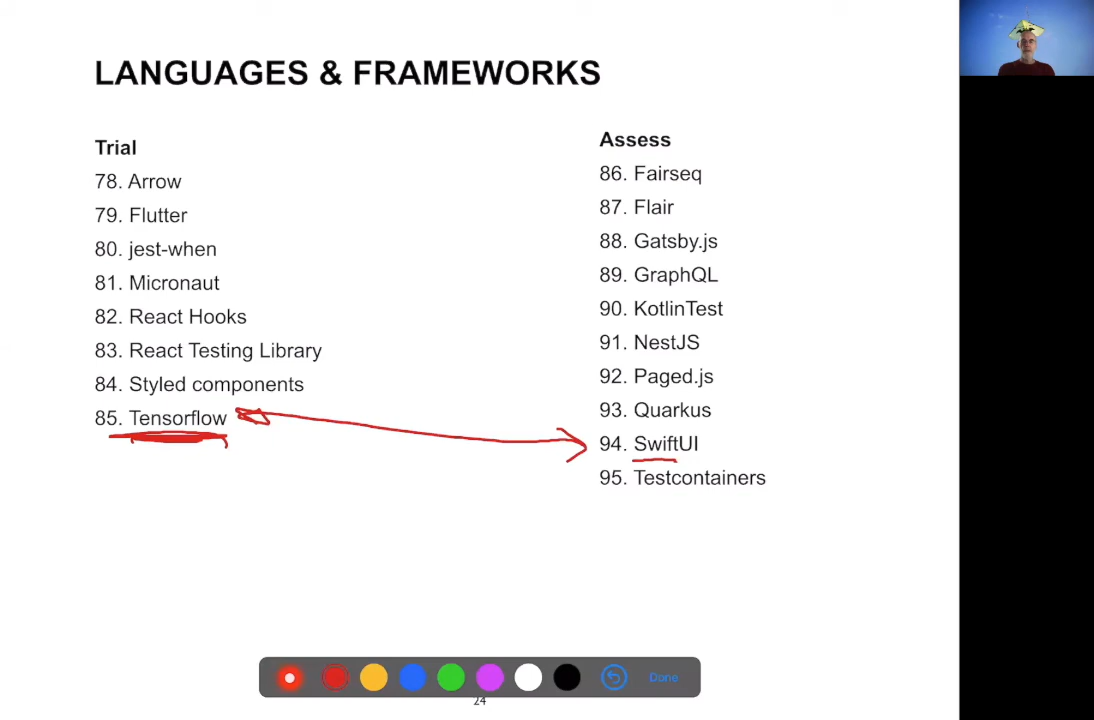 LANGUAGES & FRAMEWORKS
Trial
78. Arrow
79. Flutter
80. jest-when
81. Micronaut
82. React Hooks
83. React Testing Library
84. Styled components
85. Tensorflow
Assess
86. Fairseq
87. Flair
88. Gatsby.js
89. GraphQL
90. KotlinTest
91. NestJS
92. Paged.js
93. Quarkus
94. SwiftUI
95. Testcontainers
Done
24